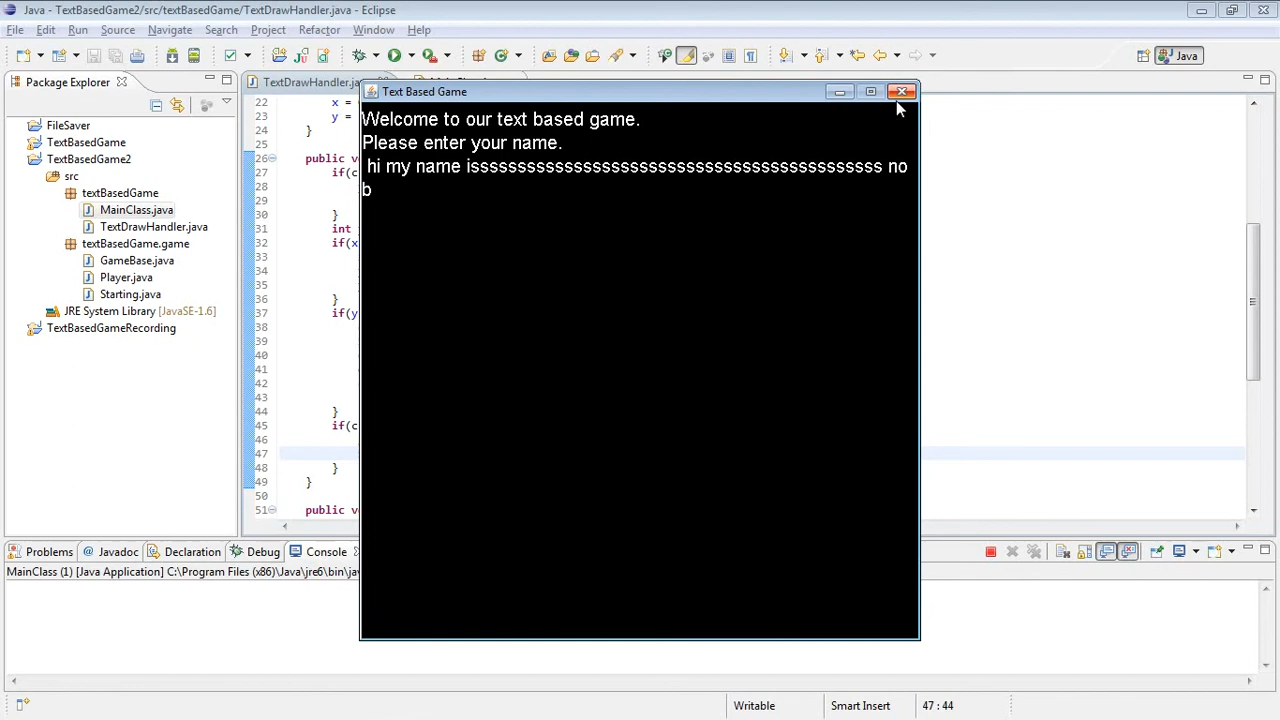 Java - TextBasedGame2/src/textBasedGame/TextDrawHandler.java - Eclipse
File Edit Run Source Navigate Search Project Refactor Window Help
Java
Package Explorer
TextDrawHandler.ja
Text Based Game
Welcome to our text based game.
Please enter your name.
hi my name isssssssssssssssssssssssssssssssssssssssssssss no
b
FileSaver
TextBasedGame
TextBasedGame2
src
textBasedGame
MainClass.java
TextDrawHandler.java
textBasedGame.game
GameBase.java
Player.java
Starting.java
JRE System Library [JavaSE-1.6]
TextBasedGameRecording
22 x =
23 y =
24 }
25
26 public v
27 if(c
28
29
30 }
31 int
32 if(x
33
34
35
36 }
37 if(y
38
39
40
41
42
43
44 }
45 if(c
46
47
48 }
49 }
50
51 public v
Problems Javadoc Declaration Debug Console
MainClass (1) [Java Application] C:\Program Files (x86)\Java\jre6\bin\jav
Writable Smart Insert 47 : 44